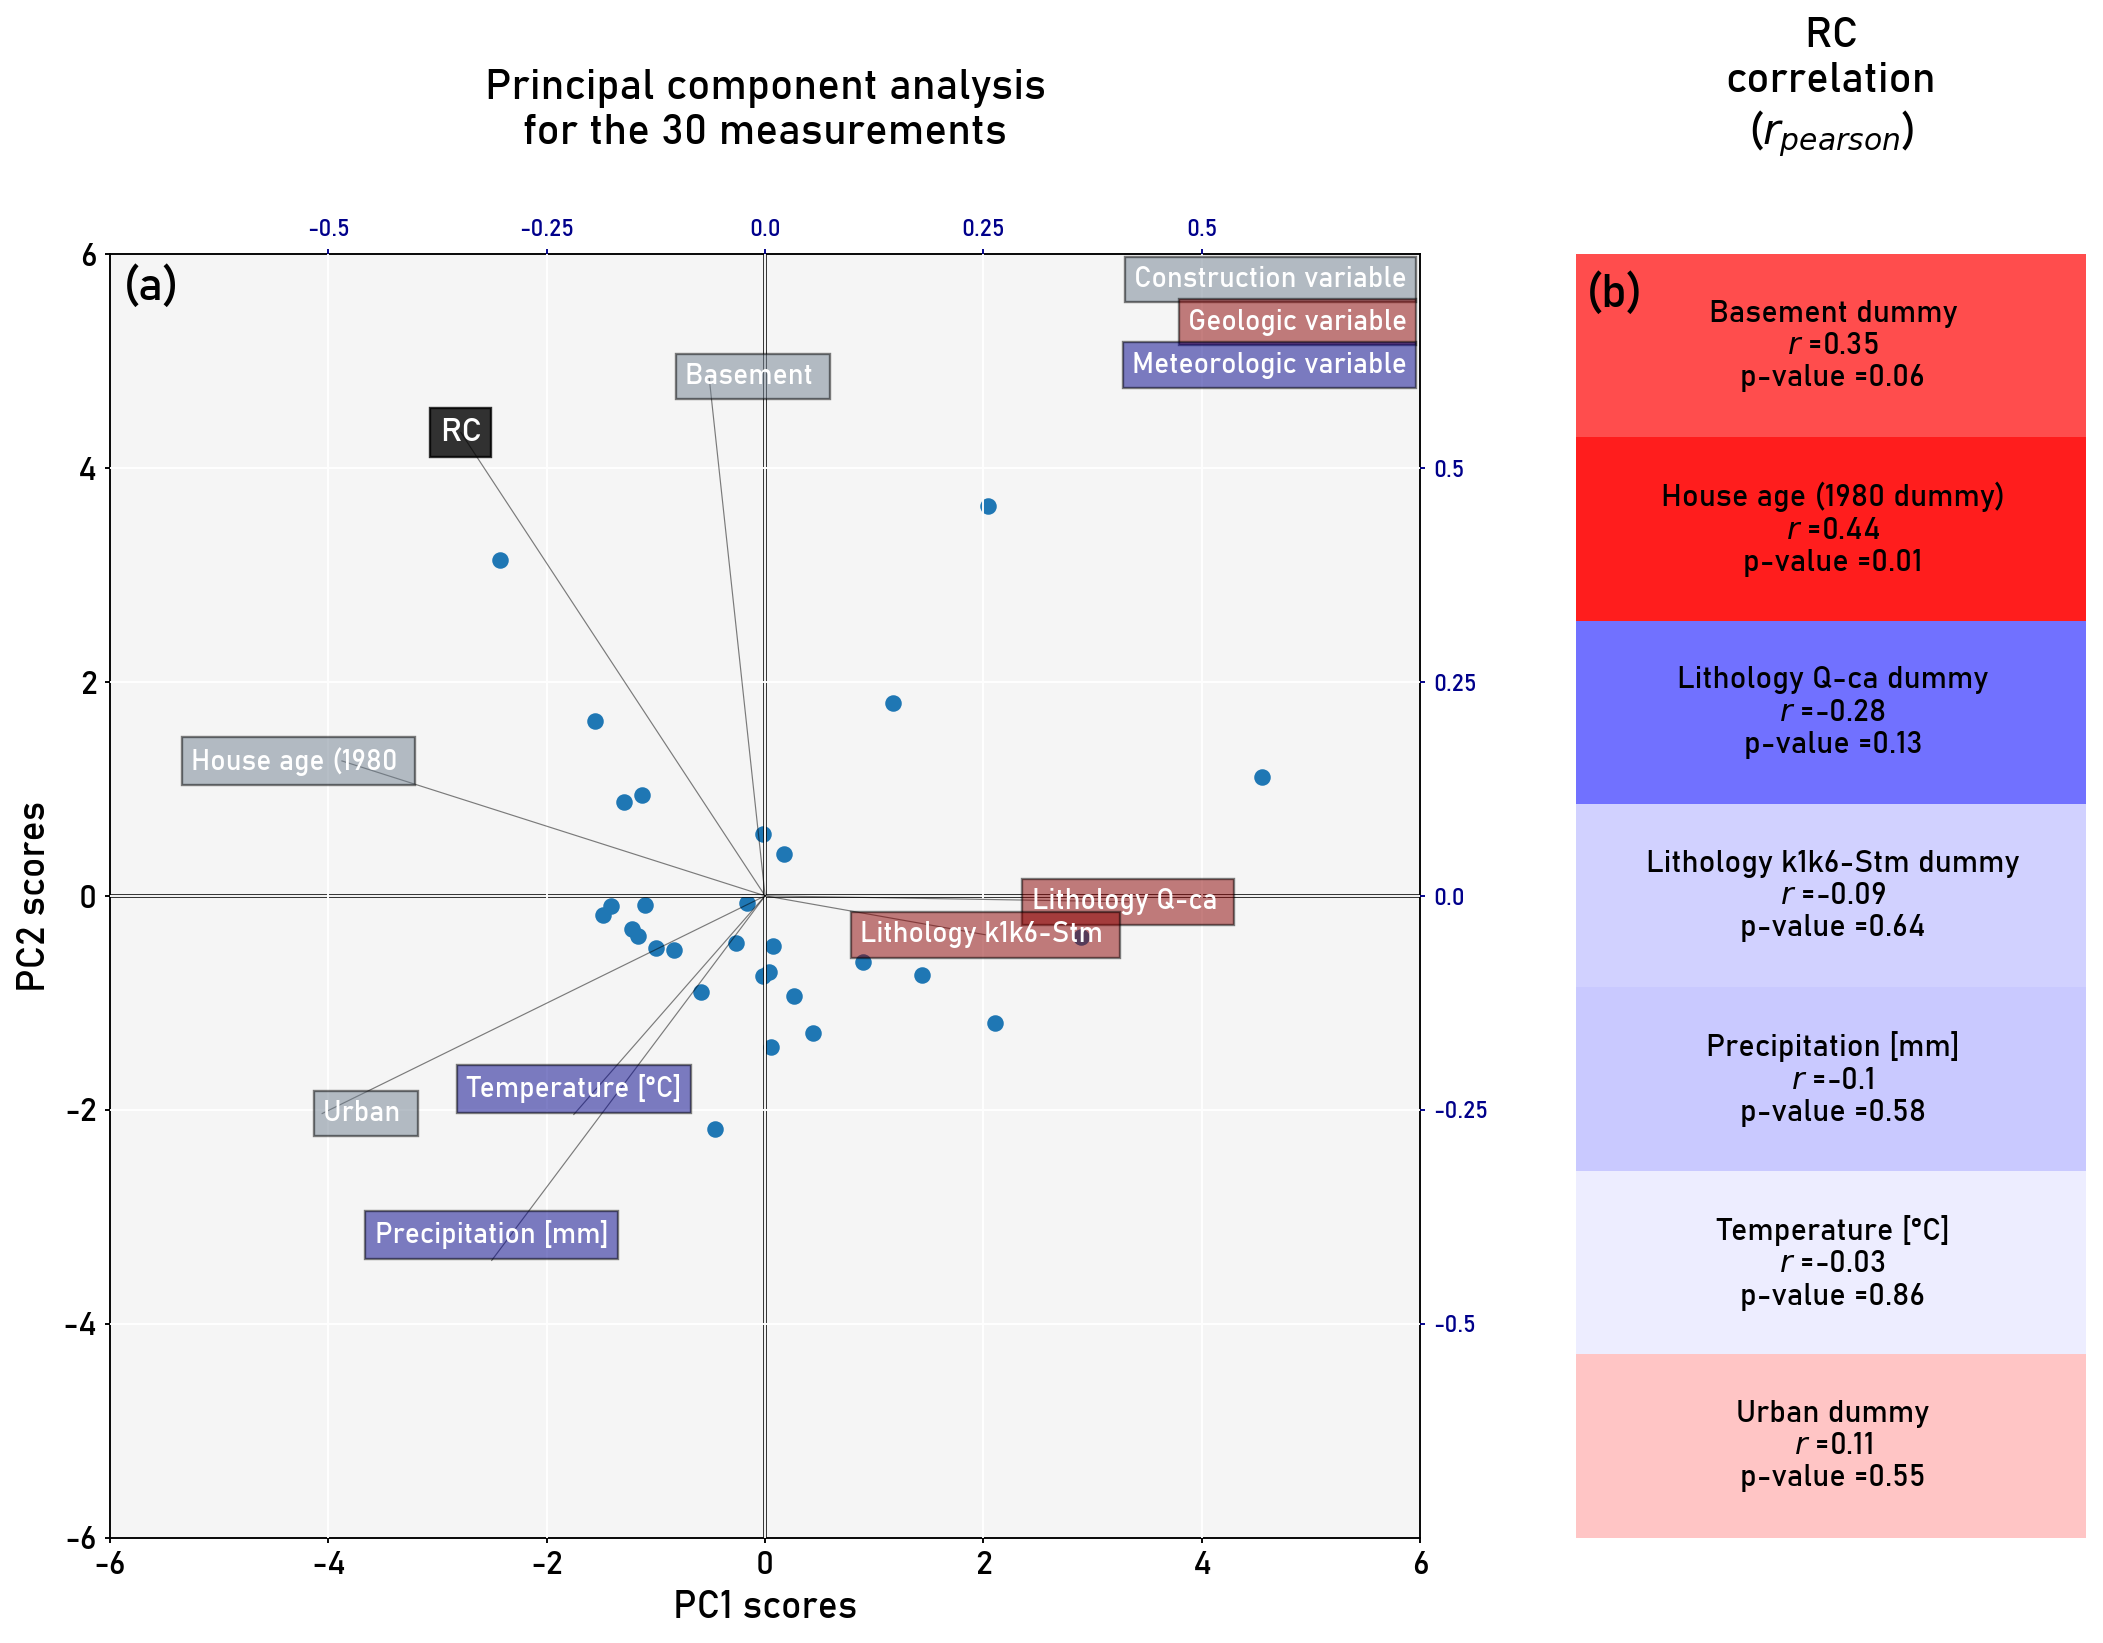 Principal component analysis
for the 30 measurements
RC
correlation
(r_pearson)
-0.5 -0.25 0.0 0.25 0.5
(a)
Construction variable
Geologic variable
Meteorologic variable
Basement
RC
House age (1980
Lithology Q-ca
Lithology k1k6-Stm
Temperature [°C]
Urban
Precipitation [mm]
6
4
2
0
-2
-4
-6
PC2 scores
0.5
0.25
0.0
-0.25
-0.5
-6 -4 -2 0 2 4 6
PC1 scores
(b)
Basement dummy
r =0.35
p-value =0.06
House age (1980 dummy)
r =0.44
p-value =0.01
Lithology Q-ca dummy
r =-0.28
p-value =0.13
Lithology k1k6-Stm dummy
r =-0.09
p-value =0.64
Precipitation [mm]
r =-0.1
p-value =0.58
Temperature [°C]
r =-0.03
p-value =0.86
Urban dummy
r =0.11
p-value =0.55